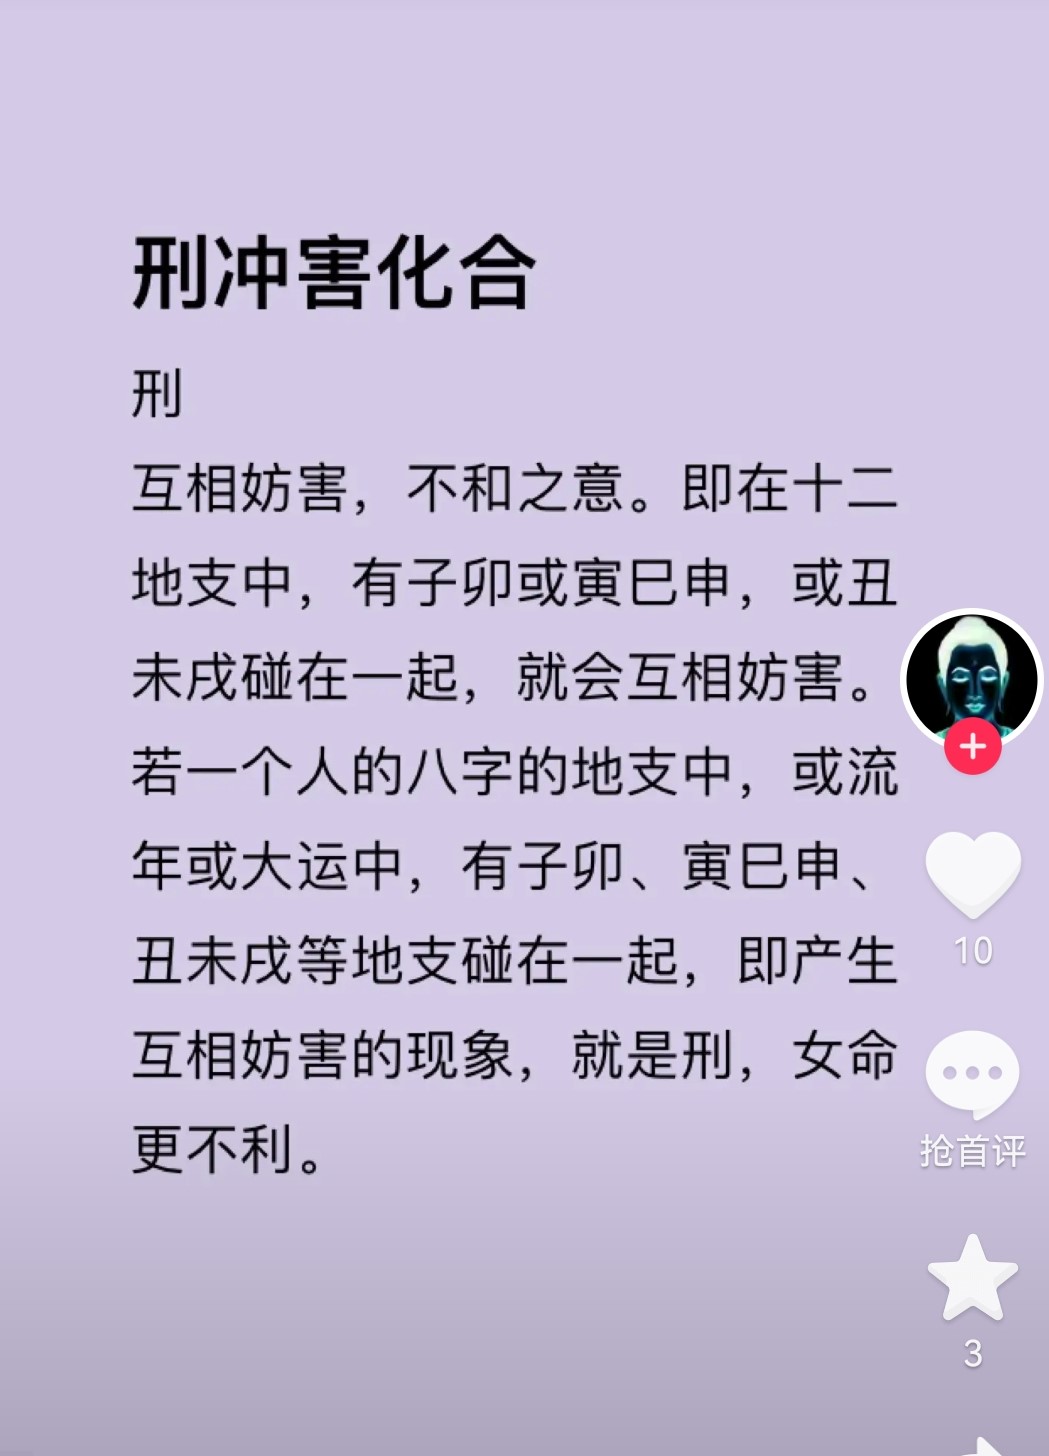 刑冲害化合
刑
互相妨害，不和之意。即在十二
地支中，有子卯或寅巳申，或丑
未戌碰在一起，就会互相妨害。
若一个人的八字的地支中，或流
年或大运中，有子卯、寅巳申、
丑未戌等地支碰在一起，即产生
互相妨害的现象，就是刑，女命
更不利。
10
抢首评
3